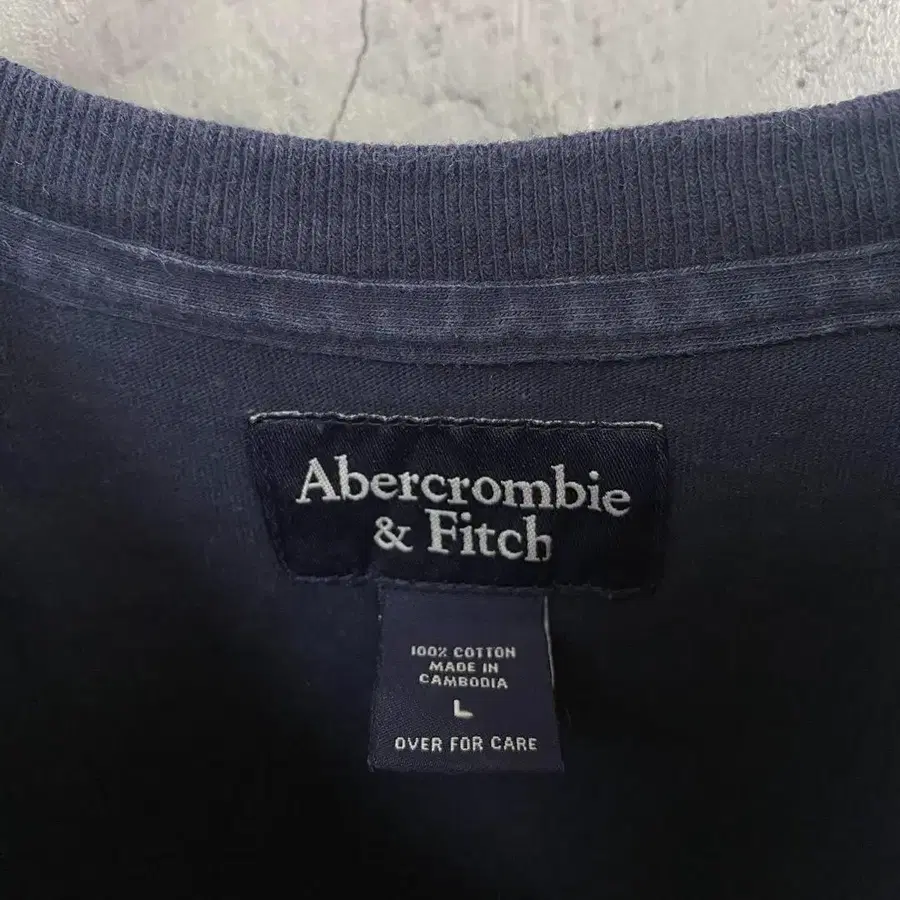 Abercrombie
& Fitch
100% COTTON
MADE IN
CAMBODIA
L
OVER FOR CARE